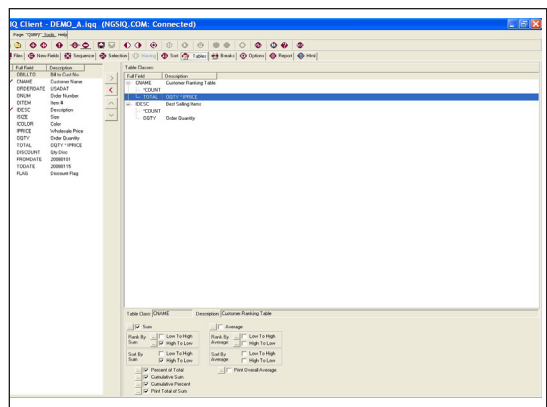 IQ Client - DEMO_A.iqq (NGSIQ.COM: Connected)
Page "QUERY" Tools Help
Files New Fields Sequence Selection Having Sort Tables Breaks Options Report Html
Full Field Description
OBILLTO Bill to Cust No.
CNAME Customer Name
ORDERDATE USADAT
ONUM Order Number
OITEM Item #
IDESC Description
ISIZE Size
ICOLOR Color
IPRICE Wholesale Price
OQTY Order Quantity
TOTAL OQTY * IPRICE
DISCOUNT Qty Disc
FROMDATE 20080101
TODATE 20080115
FLAG Discount Flag
Table Classes:
Full Field Description
CNAME Customer Ranking Table
*COUNT
TOTAL OQTY * IPRICE
IDESC Best Selling Items
*COUNT
OQTY Order Quantity
Table Class: CNAME Description: Customer Ranking Table
Sum Average
Rank By Sum Low To High High To Low
Rank By Average Low To High High To Low
Sort By Sum Low To High High To Low
Sort By Average Low To High High To Low
Percent of Total Print Overall Average
Cumulative Sum
Cumulative Percent
Print Total of Sum